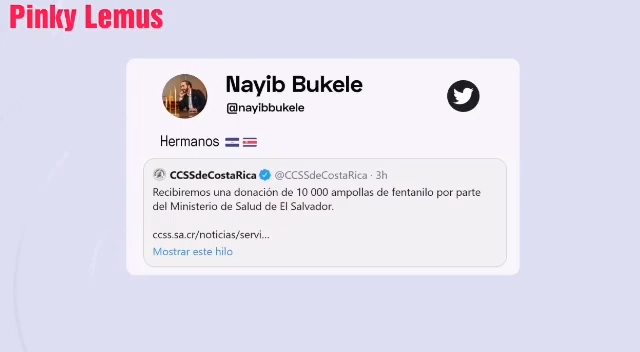 Pinky Lemus
Nayib Bukele
@nayibbukele
Hermanos
CCSSdeCostaRica @CCSSdeCostaRica · 3h
Recibiremos una donación de 10 000 ampollas de fentanilo por parte
del Ministerio de Salud de El Salvador.
ccss.sa.cr/noticias/servi...
Mostrar este hilo